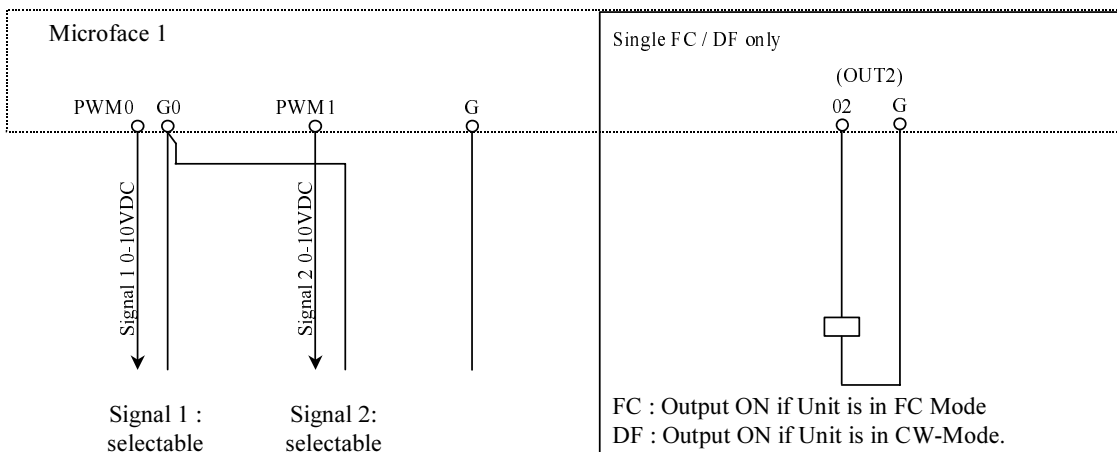 Microface 1
Single FC / DF only
(OUT2)
PWM0 G0 PWM1 G 02 G
Signal 1 0-10VDC
Signal 2 0-10VDC
Signal 1 :
selectable
Signal 2:
selectable
FC : Output ON if Unit is in FC Mode
DF : Output ON if Unit is in CW-Mode.